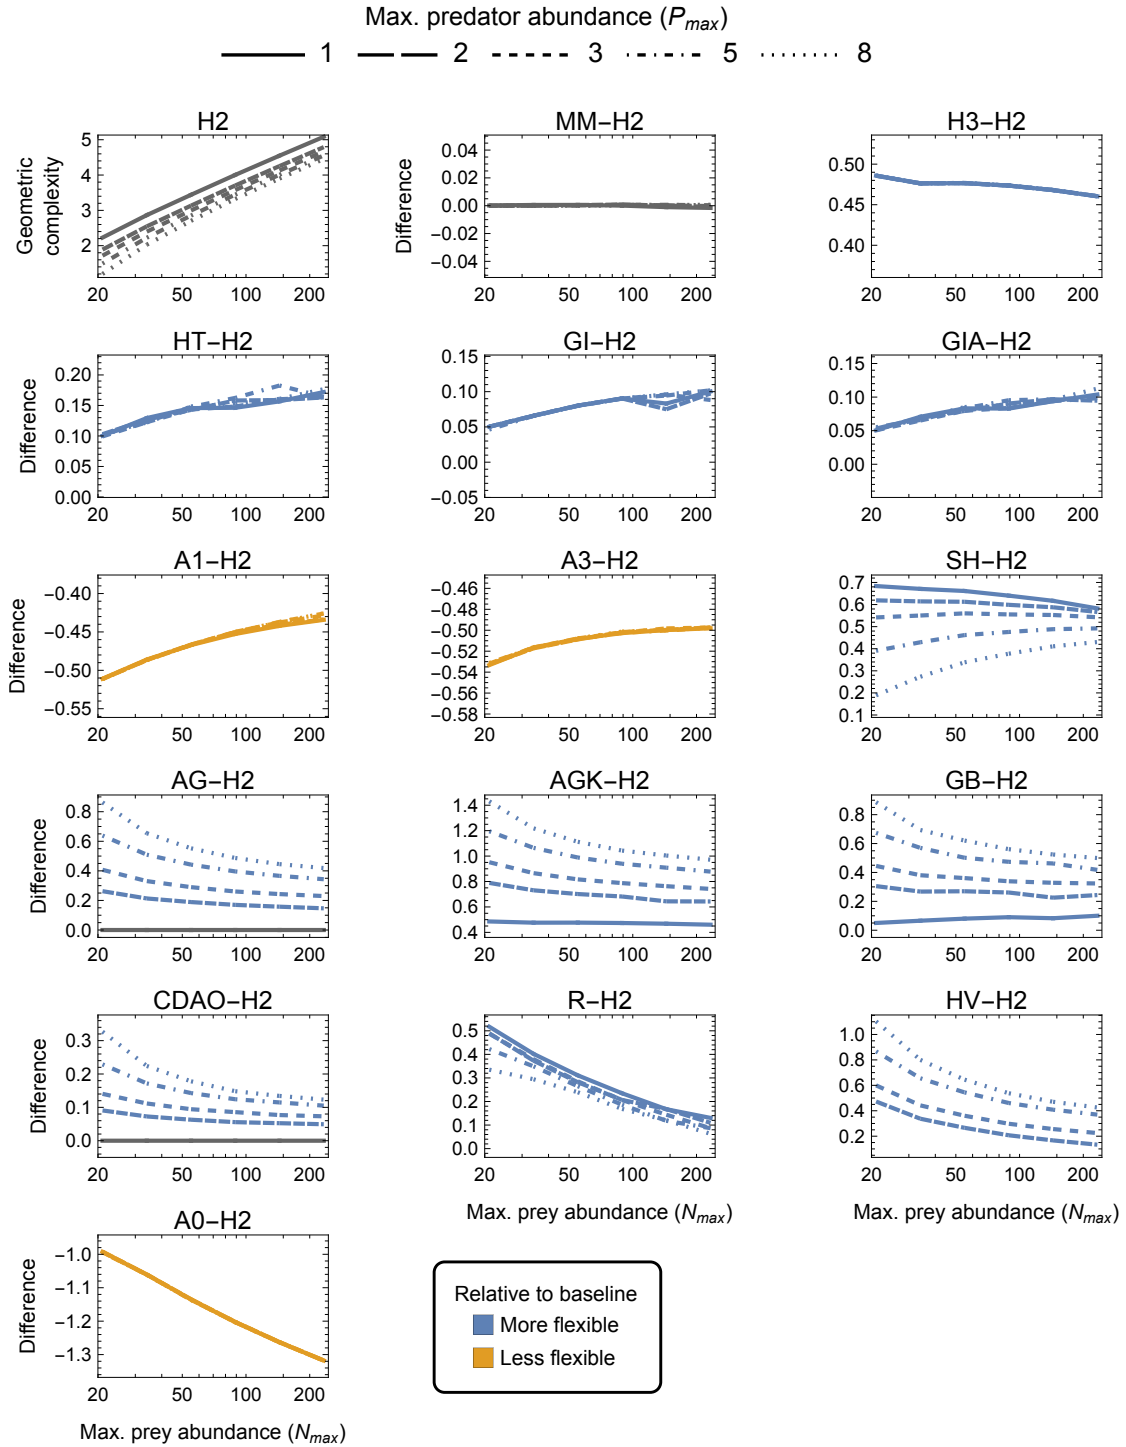 Max. predator abundance (Pmax)
1 2 3 5 8
H2
Geometric
complexity
5
4
3
2
20 50 100 200
MM−H2
Difference
0.04
0.02
0.00
−0.02
−0.04
20 50 100 200
H3−H2
0.50
0.45
0.40
20 50 100 200
HT−H2
Difference
0.20
0.15
0.10
0.05
0.00
20 50 100 200
GI−H2
0.15
0.10
0.05
0.00
−0.05
20 50 100 200
GIA−H2
0.15
0.10
0.05
0.00
20 50 100 200
A1−H2
Difference
−0.40
−0.45
−0.50
−0.55
20 50 100 200
A3−H2
−0.46
−0.48
−0.50
−0.52
−0.54
−0.56
−0.58
20 50 100 200
SH−H2
0.7
0.6
0.5
0.4
0.3
0.2
0.1
20 50 100 200
AG−H2
Difference
0.8
0.6
0.4
0.2
0.0
20 50 100 200
AGK−H2
1.4
1.2
1.0
0.8
0.6
0.4
20 50 100 200
GB−H2
0.8
0.6
0.4
0.2
0.0
20 50 100 200
CDAO−H2
Difference
0.3
0.2
0.1
0.0
20 50 100 200
R−H2
0.5
0.4
0.3
0.2
0.1
0.0
20 50 100 200
Max. prey abundance (Nmax)
HV−H2
1.0
0.8
0.6
0.4
0.2
20 50 100 200
Max. prey abundance (Nmax)
A0−H2
Difference
−1.0
−1.1
−1.2
−1.3
20 50 100 200
Max. prey abundance (Nmax)
Relative to baseline
More flexible
Less flexible